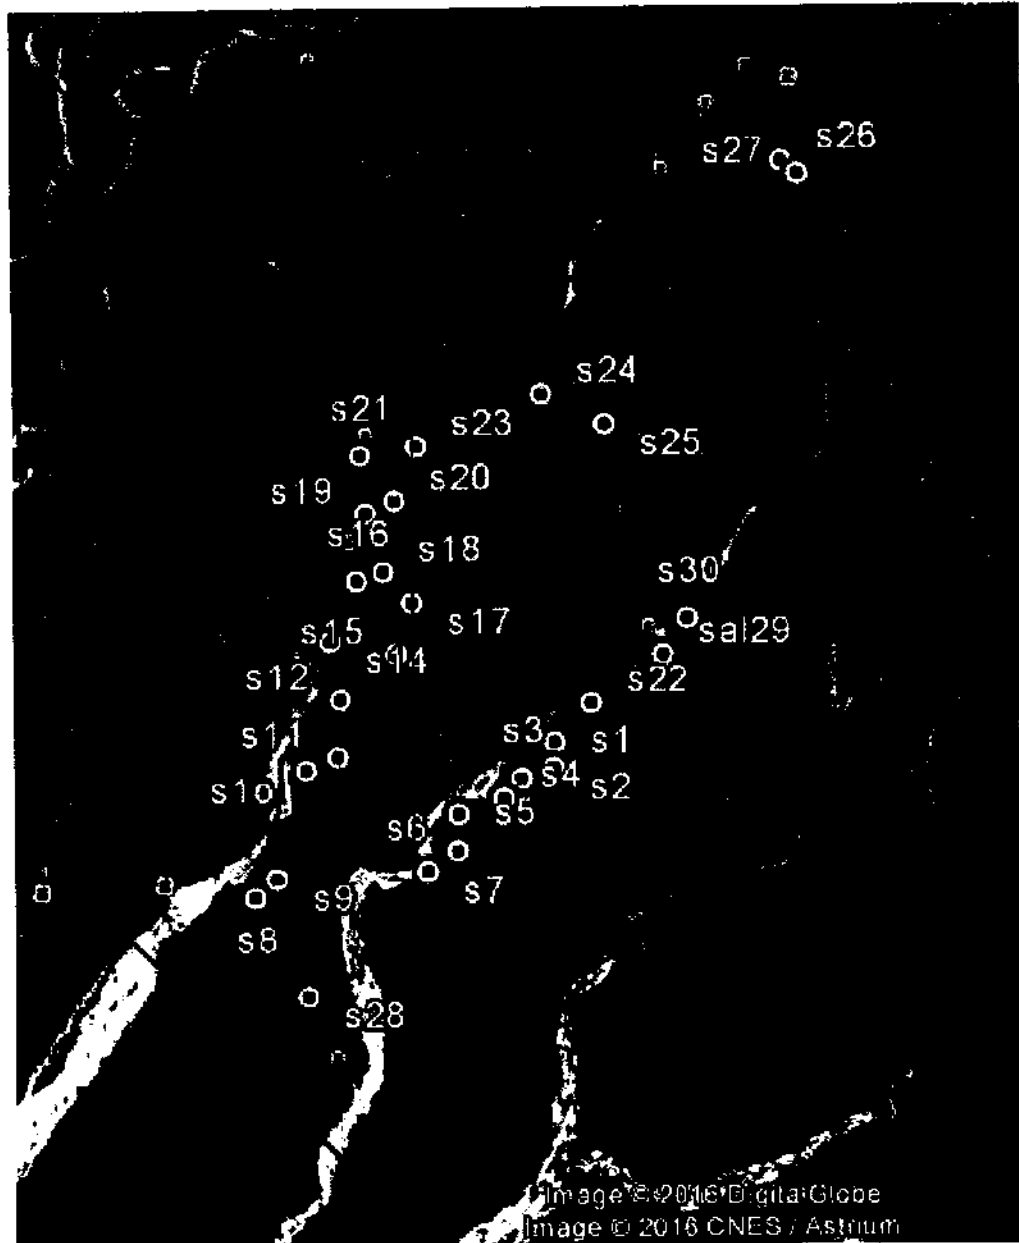 s26
s27
s24
s21
s23
s25
s20
s19
s16
s18
s30
s17
sal29
s15
s14
s12
s22
s3
s1
s11
s4
s2
s10
s5
s6
s7
s9
s8
s28
Image © 2016 DigitalGlobe
Image © 2016 CNES / Astrium